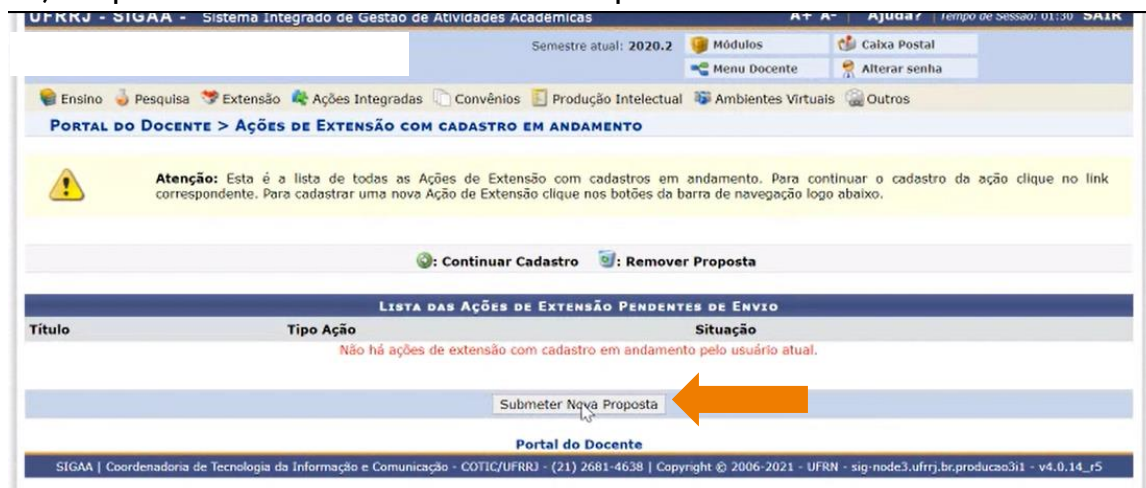 UFRRJ - SIGAA - Sistema Integrado de Gestão de Atividades Acadêmicas A+ A- | Ajuda? | Tempo de Sessão: 01:30 SAIR
Semestre atual: 2020.2 Módulos Caixa Postal
Menu Docente Alterar senha
Ensino Pesquisa Extensão Ações Integradas Convênios Produção Intelectual Ambientes Virtuais Outros
PORTAL DO DOCENTE > AÇÕES DE EXTENSÃO COM CADASTRO EM ANDAMENTO
Atenção: Esta é a lista de todas as Ações de Extensão com cadastros em andamento. Para continuar o cadastro da ação clique no link
correspondente. Para cadastrar uma nova Ação de Extensão clique nos botões da barra de navegação logo abaixo.
: Continuar Cadastro : Remover Proposta
LISTA DAS AÇÕES DE EXTENSÃO PENDENTES DE ENVIO
Título Tipo Ação Situação
Não há ações de extensão com cadastro em andamento pelo usuário atual.
Submeter Nova Proposta
Portal do Docente
SIGAA | Coordenadoria de Tecnologia da Informação e Comunicação - COTIC/UFRRJ - (21) 2681-4638 | Copyright © 2006-2021 - UFRN - sig-node3.ufrrj.br.producao3i1 - v4.0.14_r5